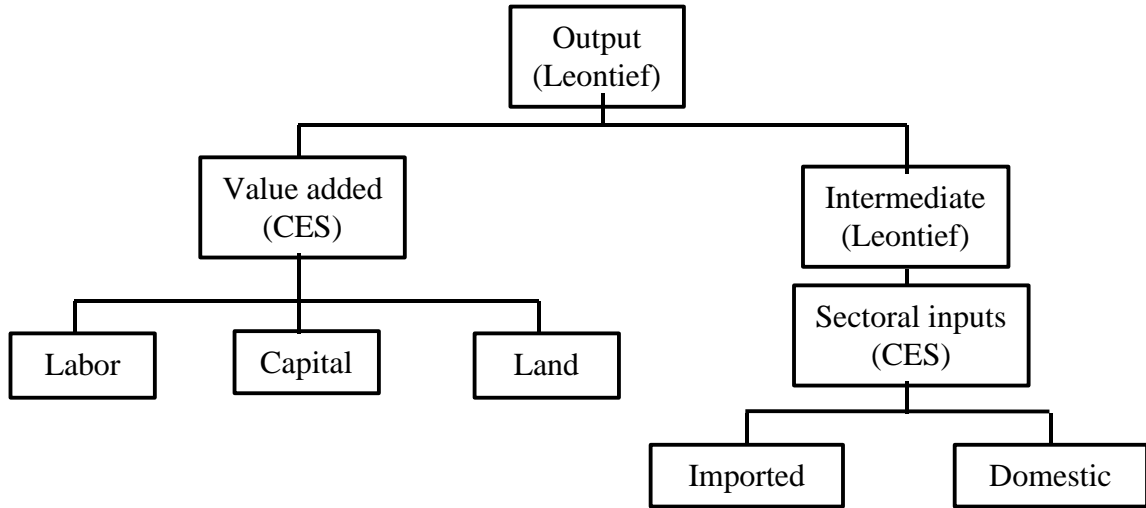 Output
(Leontief)
Value added
(CES)
Intermediate
(Leontief)
Labor
Capital
Land
Sectoral inputs
(CES)
Imported
Domestic